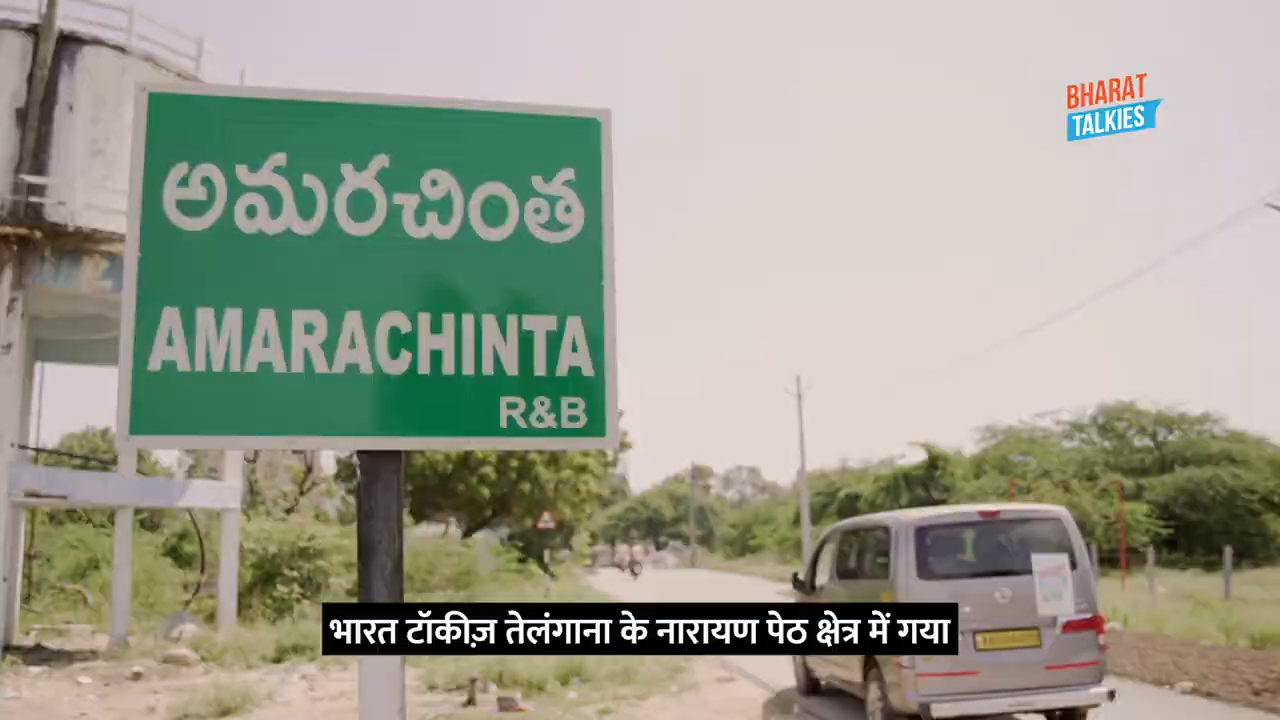 BHARAT
TALKIES
అమరచింత
AMARACHINTA
R&B
भारत टॉकीज़ तेलंगाना के नारायण पेठ क्षेत्र में गया